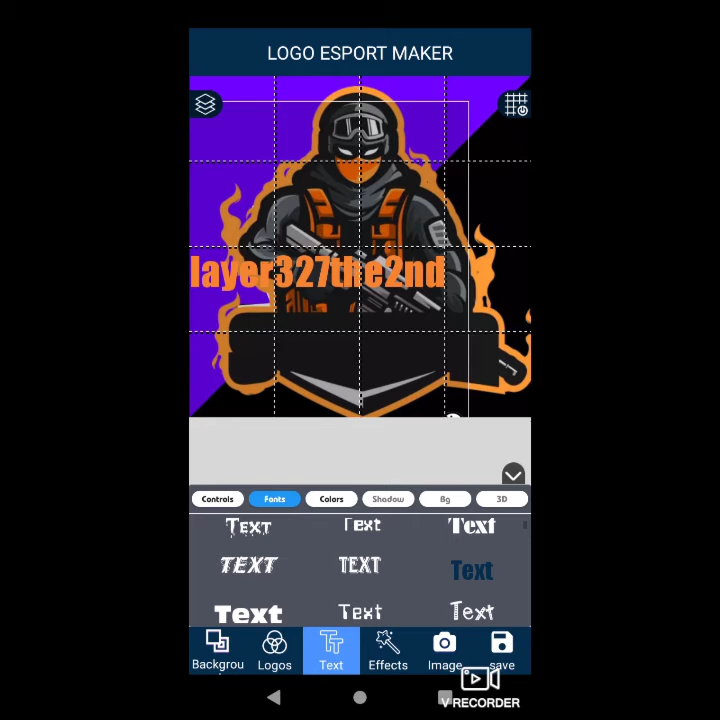 LOGO ESPORT MAKER
layer327the2nd
Controls Fonts Colors Shadow Bg 3D
TEXT Text Text
TEXT TEXT Text
Text Text Text
Backgrou Logos Text Effects Image save
V RECORDER